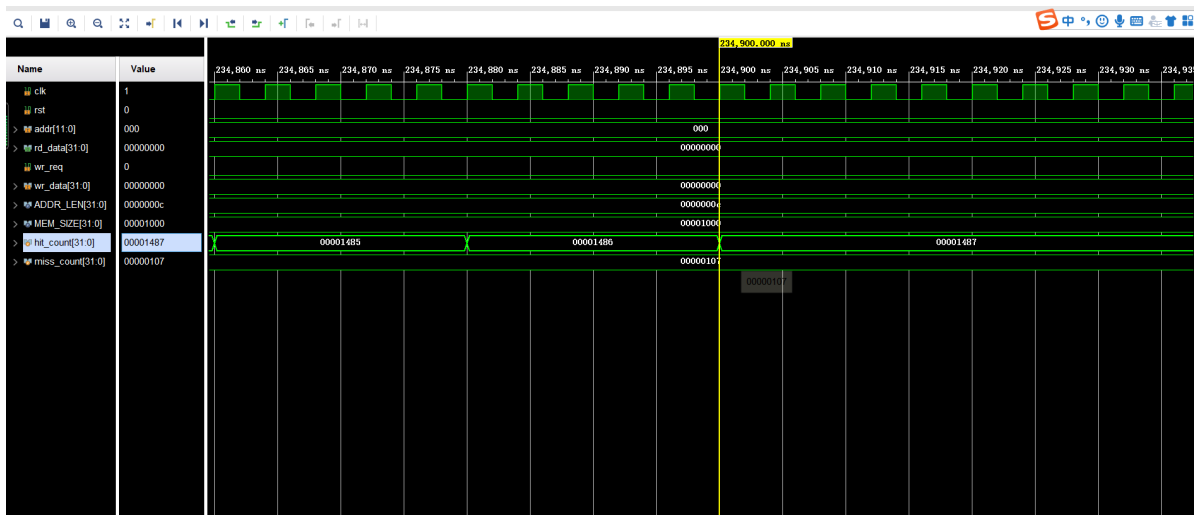 中
234,900.000 ns
Name Value
234,860 ns 234,865 ns 234,870 ns 234,875 ns 234,880 ns 234,885 ns 234,890 ns 234,895 ns 234,900 ns 234,905 ns 234,910 ns 234,915 ns 234,920 ns 234,925 ns 234,930 ns 234,935
clk 1
rst 0
addr[11:0] 000 000
rd_data[31:0] 00000000 00000000
wr_req 0
wr_data[31:0] 00000000 00000000
ADDR_LEN[31:0] 0000000c 0000000c
MEM_SIZE[31:0] 00001000 00001000
hit_count[31:0] 00001487 00001485 00001486 00001487
miss_count[31:0] 00000107 00000107
00000107